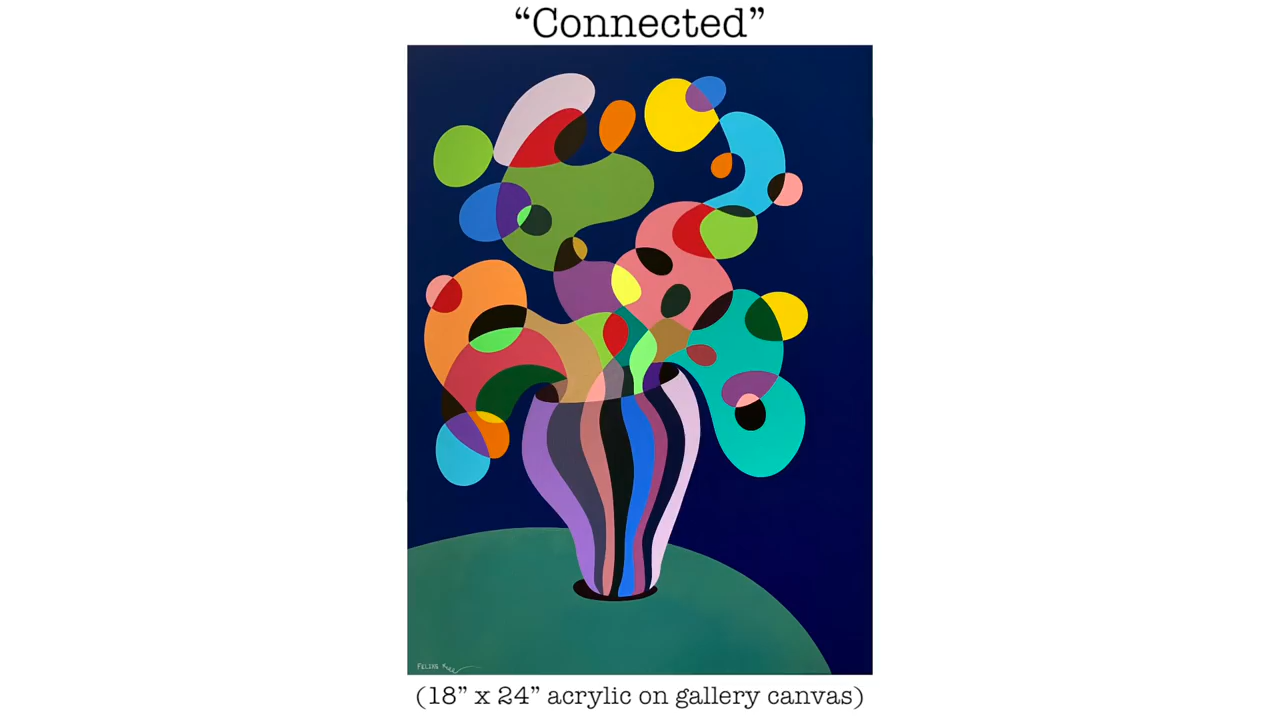 “Connected”
(18” x 24” acrylic on gallery canvas)